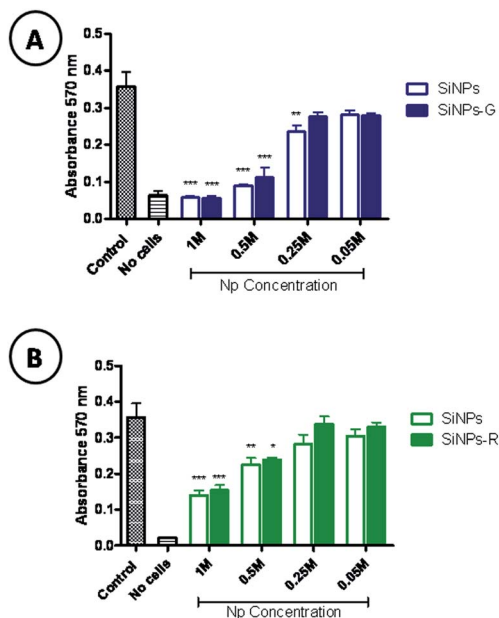 A
Absorbance 570 nm
0.5
0.4
0.3
0.2
0.1
0.0
***
***
***
***
**
SiNPs
SiNPs-G
Control
No cells
1M
0.5M
0.25M
0.05M
Np Concentration
B
Absorbance 570 nm
0.5
0.4
0.3
0.2
0.1
0.0
***
***
**
*
SiNPs
SiNPs-R
Control
No cells
1M
0.5M
0.25M
0.05M
Np Concentration